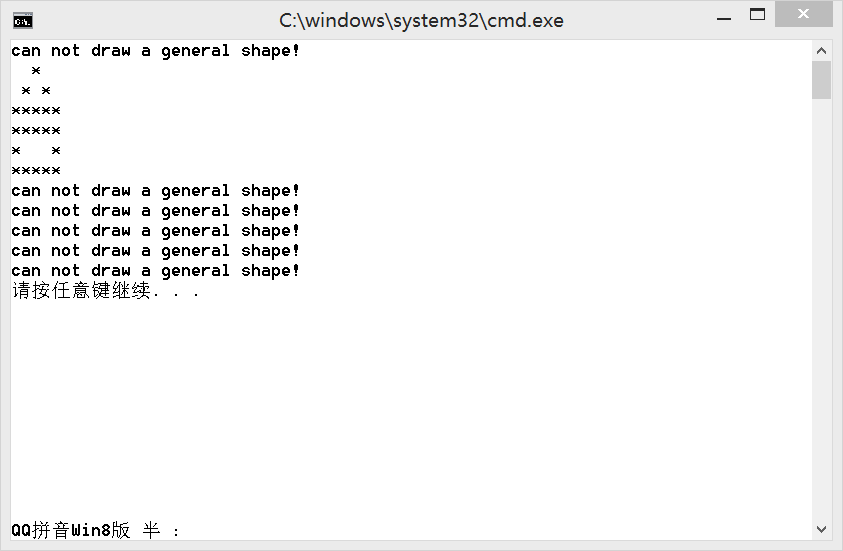 C:\windows\system32\cmd.exe
can not draw a general shape!
  *
 * *
*****
*****
*   *
*****
can not draw a general shape!
can not draw a general shape!
can not draw a general shape!
can not draw a general shape!
can not draw a general shape!
请按任意键继续. . .
QQ拼音Win8版 半 :